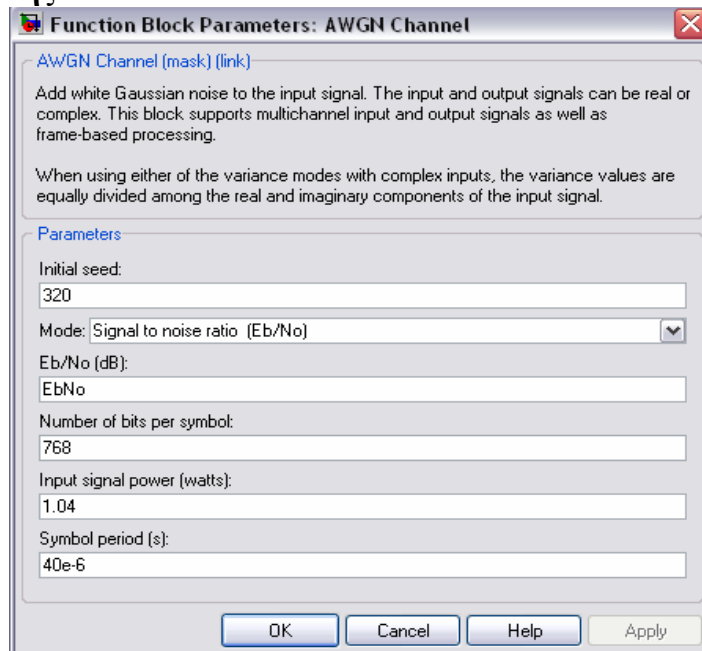 Function Block Parameters: AWGN Channel
AWGN Channel (mask) (link)
Add white Gaussian noise to the input signal. The input and output signals can be real or
complex. This block supports multichannel input and output signals as well as
frame-based processing.
When using either of the variance modes with complex inputs, the variance values are
equally divided among the real and imaginary components of the input signal.
Parameters
Initial seed:
320
Mode: Signal to noise ratio (Eb/No)
Eb/No (dB):
EbNo
Number of bits per symbol:
768
Input signal power (watts):
1.04
Symbol period (s):
40e-6
OK Cancel Help Apply